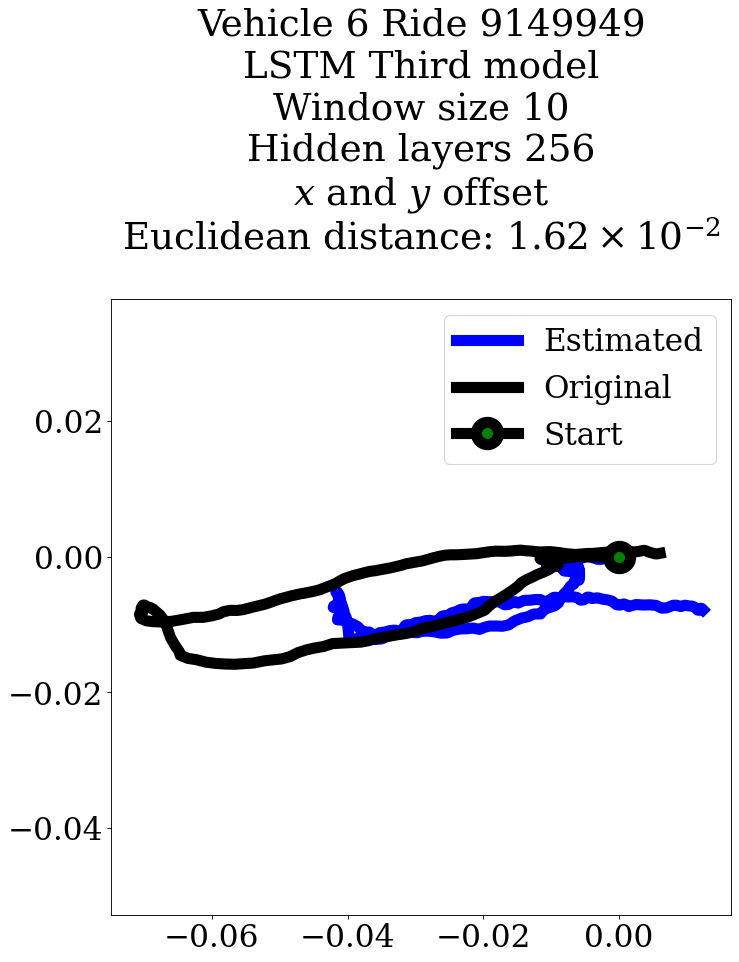 Vehicle 6 Ride 9149949
LSTM Third model
Window size 10
Hidden layers 256
x and y offset
Euclidean distance: 1.62 × 10⁻²
Estimated
Original
Start
0.02
0.00
−0.02
−0.04
−0.06 −0.04 −0.02 0.00